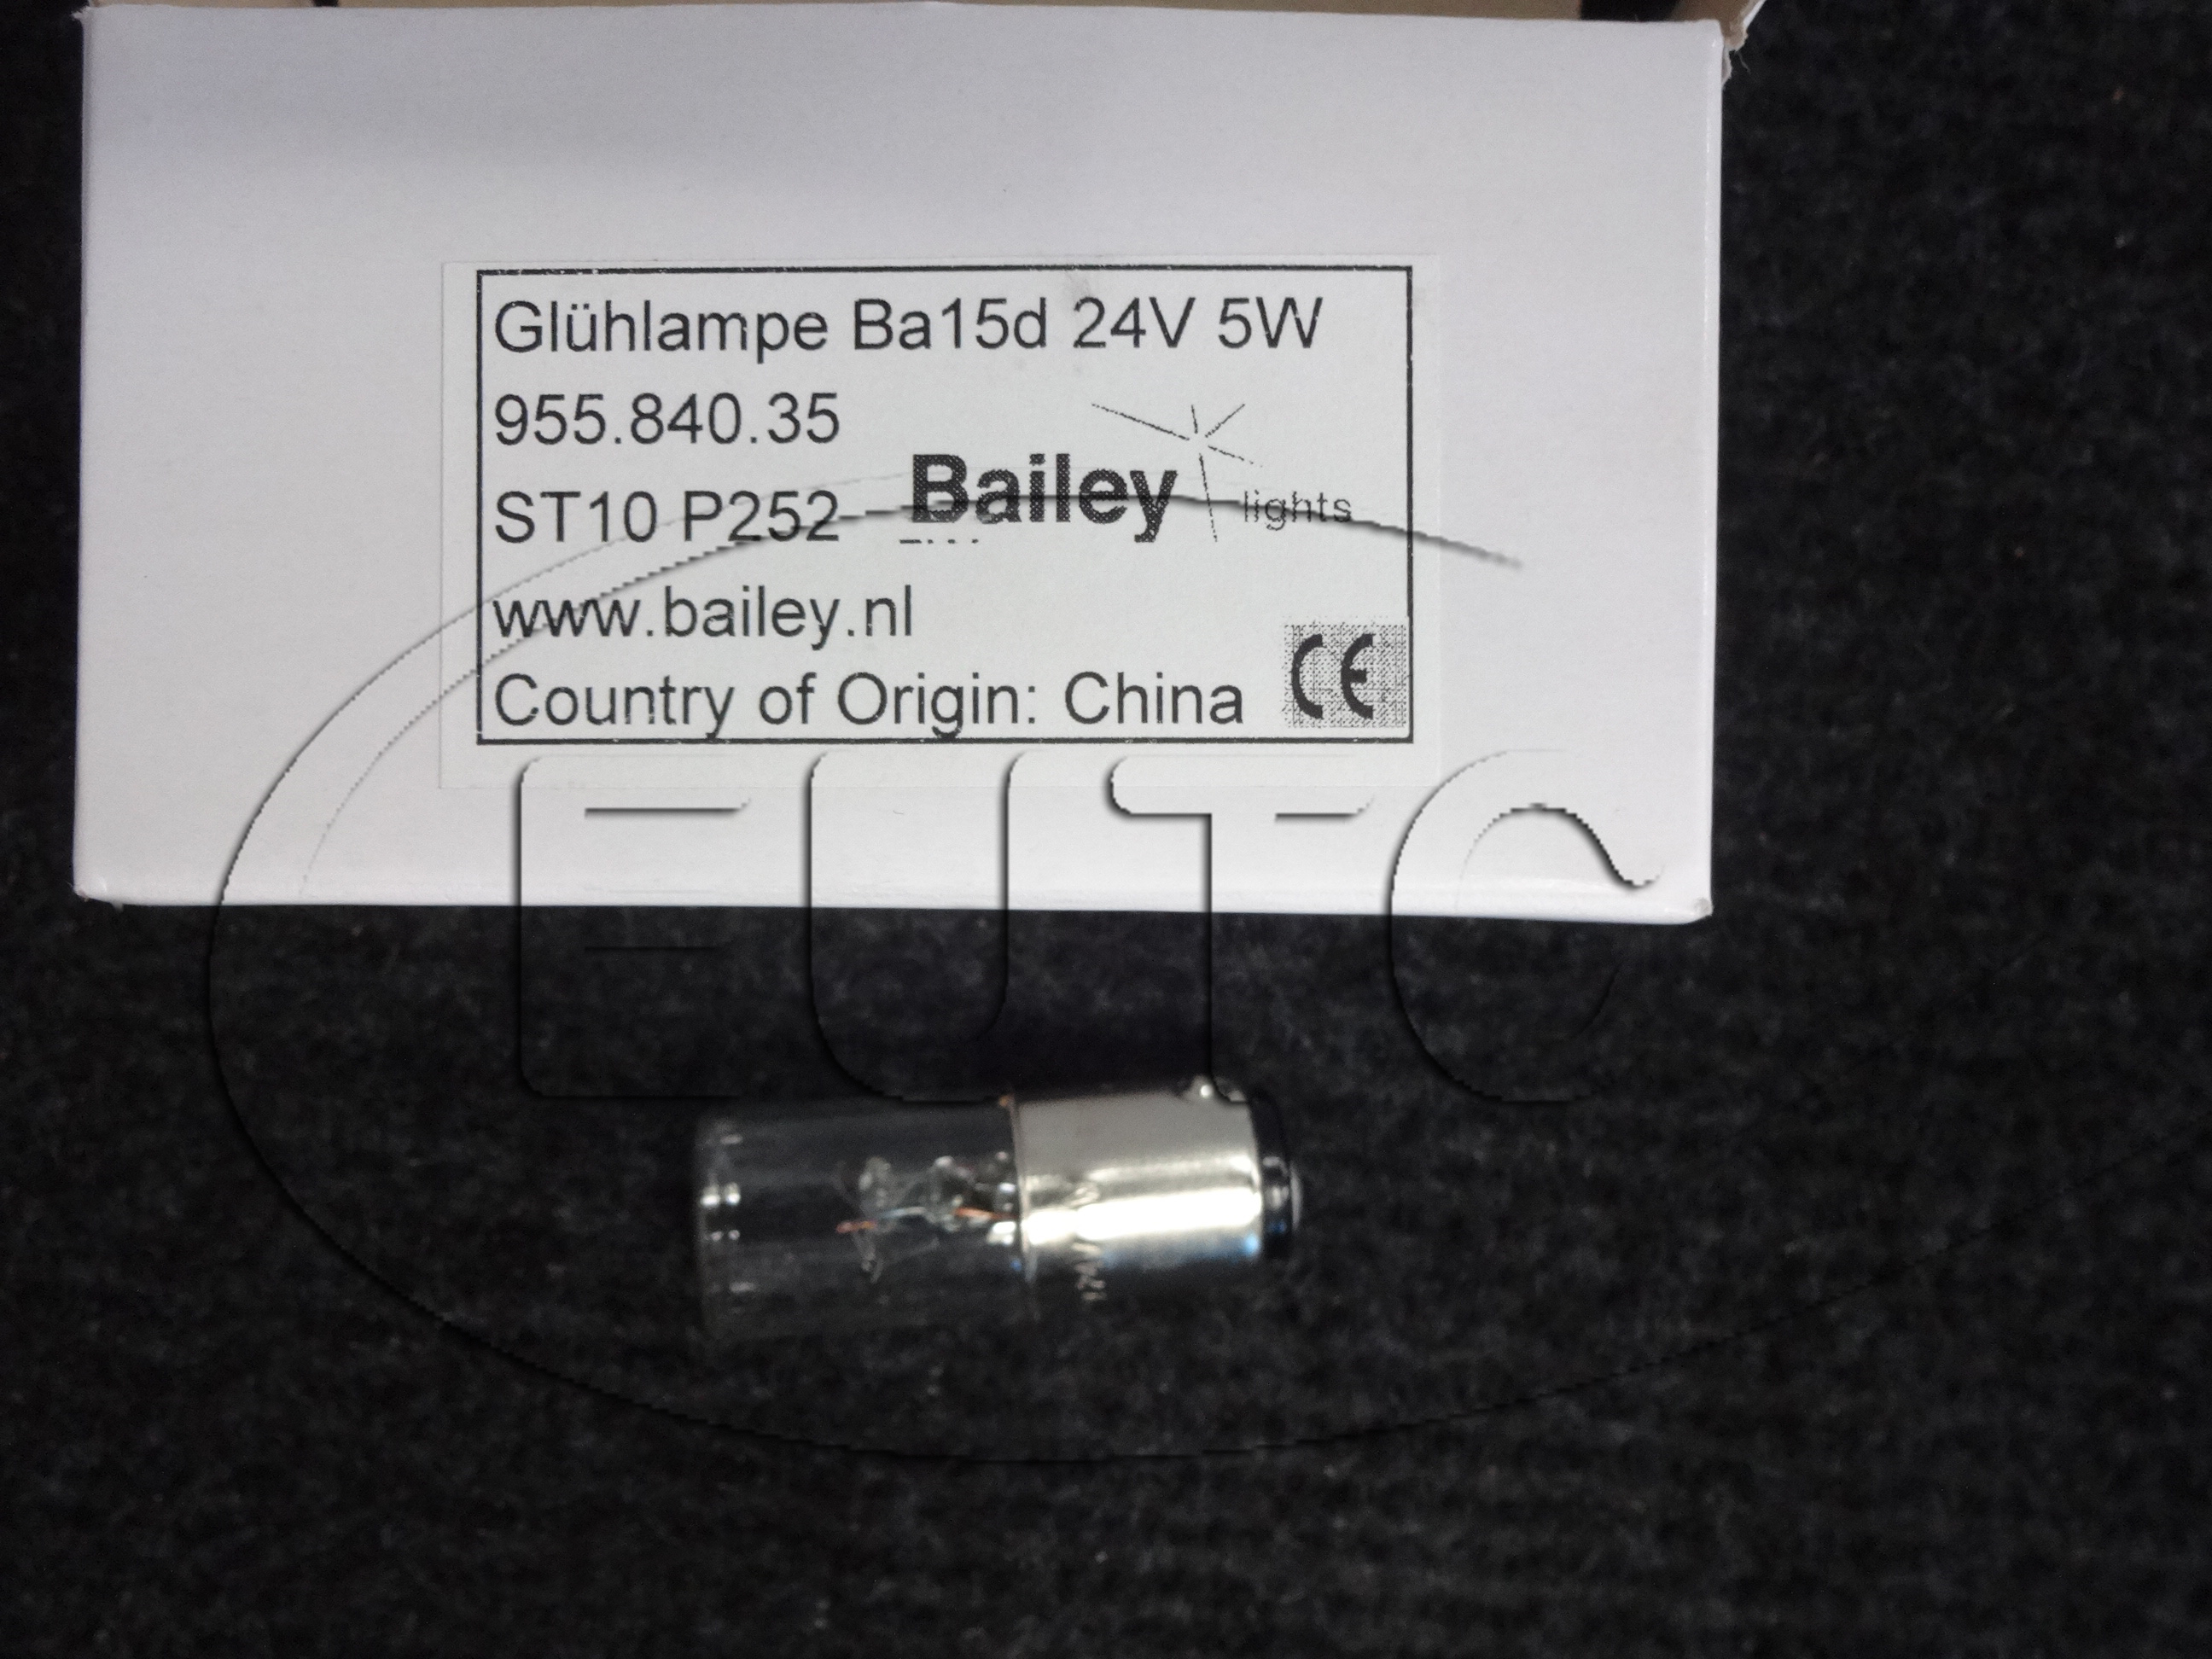 Glühlampe Ba15d 24V 5W
955.840.35
ST10 P252
Bailey lights
www.bailey.nl
Country of Origin: China
CE
EUTC